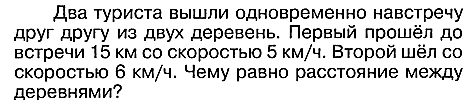 Два туриста вышли одновременно навстречу
друг другу из двух деревень. Первый прошёл до
встречи 15 км со скоростью 5 км/ч. Второй шёл со
скоростью 6 км/ч. Чему равно расстояние между
деревнями?